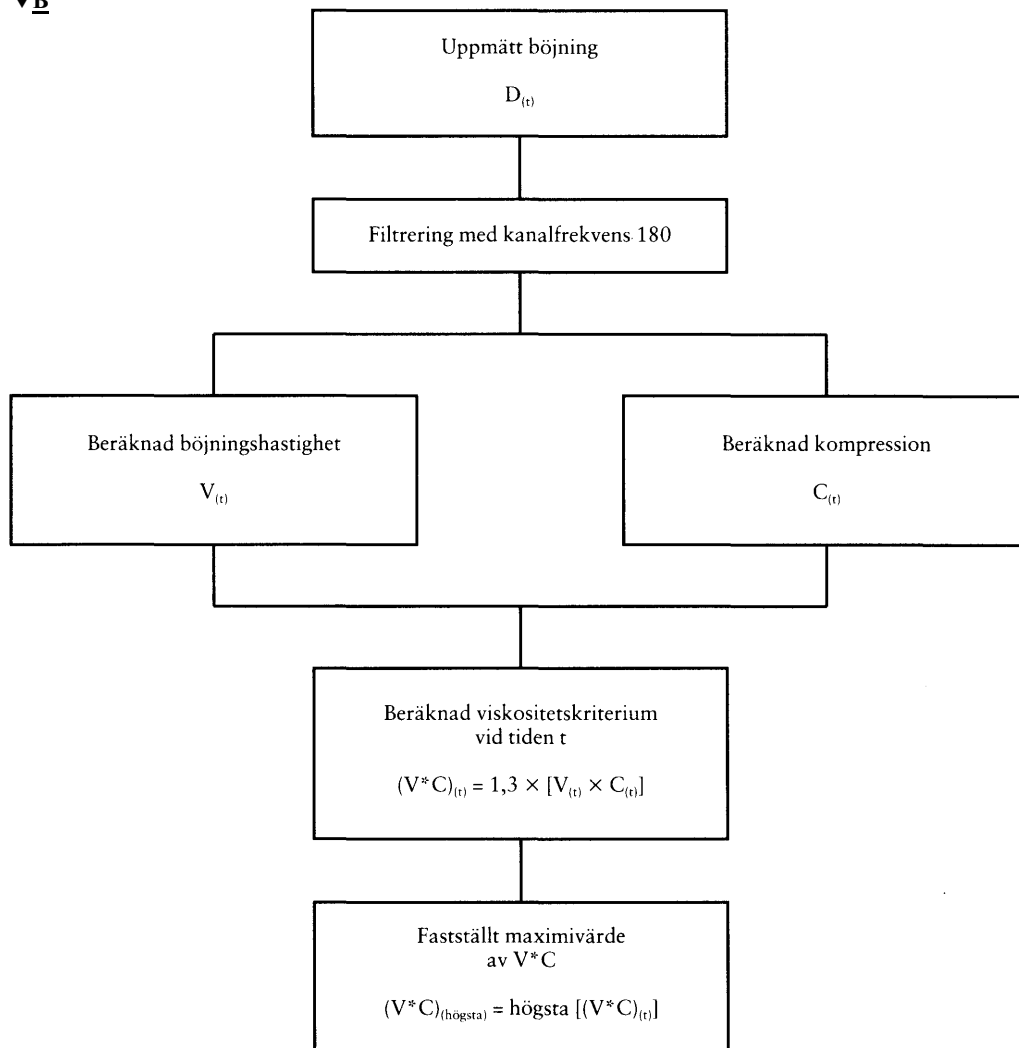 ▼B
Uppmätt böjning
D(t)
Filtrering med kanalfrekvens 180
Beräknad böjningshastighet
V(t)
Beräknad kompression
C(t)
Beräknad viskositetskriterium
vid tiden t
(V*C)(t) = 1,3 × [V(t) × C(t)]
Fastställt maximivärde
av V*C
(V*C)(högsta) = högsta [(V*C)(t)]